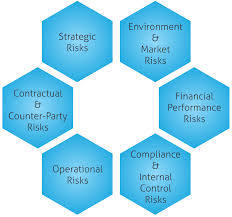 Strategic
Risks
Environment
&
Market
Risks
Contractual
&
Counter-Party
Risks
Financial
Performance
Risks
Operational
Risks
Compliance
&
Internal
Control
Risks